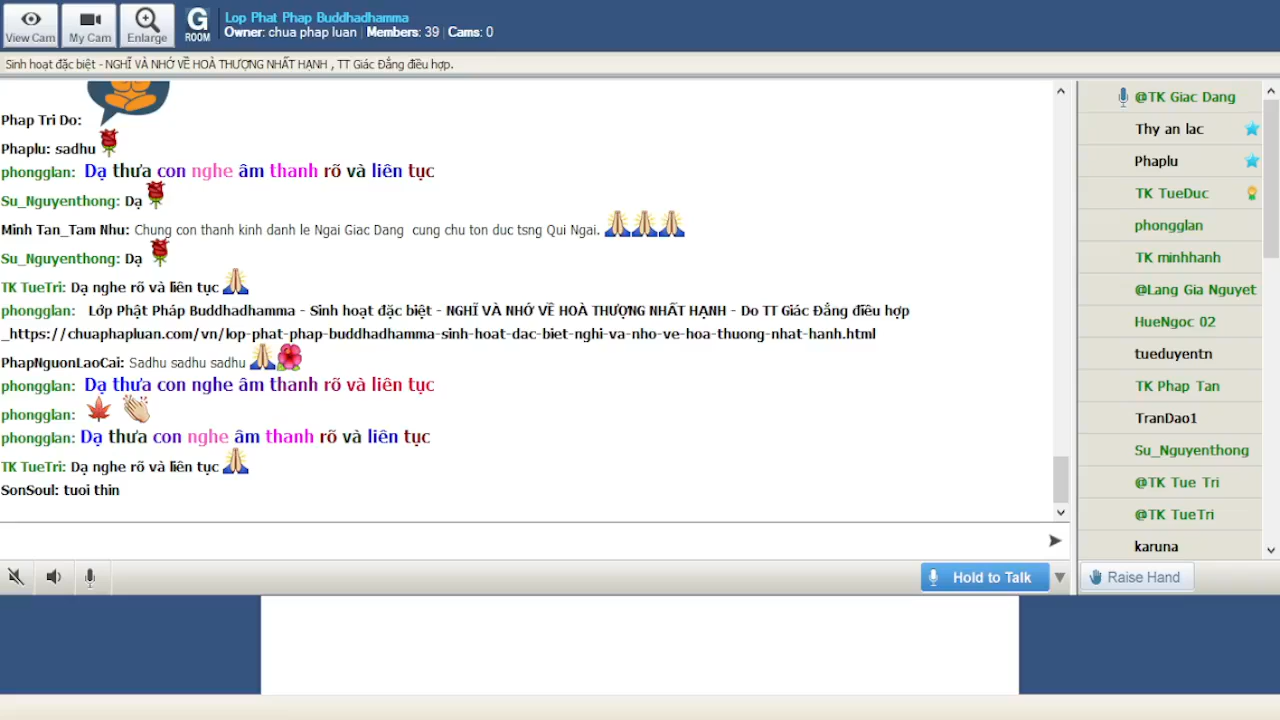 View Cam
My Cam
Enlarge
G
ROOM
Lop Phat Phap Buddhadhamma
Owner: chua phap luan | Members: 39 | Cams: 0
Sinh hoạt đặc biệt - NGHĨ VÀ NHỚ VỀ HOÀ THƯỢNG NHẤT HẠNH , TT Giác Đẳng điều hợp.
Phap Tri Do:
Phaplu: sadhu
phongglan: Dạ thưa con nghe âm thanh rõ và liên tục
Su_Nguyenthong: Dạ
Minh Tan_Tam Nhu: Chung con thanh kinh danh le Ngai Giac Dang cung chu ton duc tsng Qui Ngai.
Su_Nguyenthong: Dạ
TK TueTri: Dạ nghe rõ và liên tục
phongglan: Lớp Phật Pháp Buddhadhamma - Sinh hoạt đặc biệt - NGHĨ VÀ NHỚ VỀ HOÀ THƯỢNG NHẤT HẠNH - Do TT Giác Đẳng điều hợp
_https://chuaphapluan.com/vn/lop-phat-phap-buddhadhamma-sinh-hoat-dac-biet-nghi-va-nho-ve-hoa-thuong-nhat-hanh.html
PhapNguonLaoCai: Sadhu sadhu sadhu
phongglan: Dạ thưa con nghe âm thanh rõ và liên tục
phongglan:
phongglan: Dạ thưa con nghe âm thanh rõ và liên tục
TK TueTri: Dạ nghe rõ và liên tục
SonSoul: tuoi thin
Hold to Talk
@TK Giac Dang
Thy an lac
Phaplu
TK TueDuc
phongglan
TK minhhanh
@Lang Gia Nguyet
HueNgoc 02
tueduyentn
TK Phap Tan
TranDao1
Su_Nguyenthong
@TK Tue Tri
@TK TueTri
karuna
Raise Hand